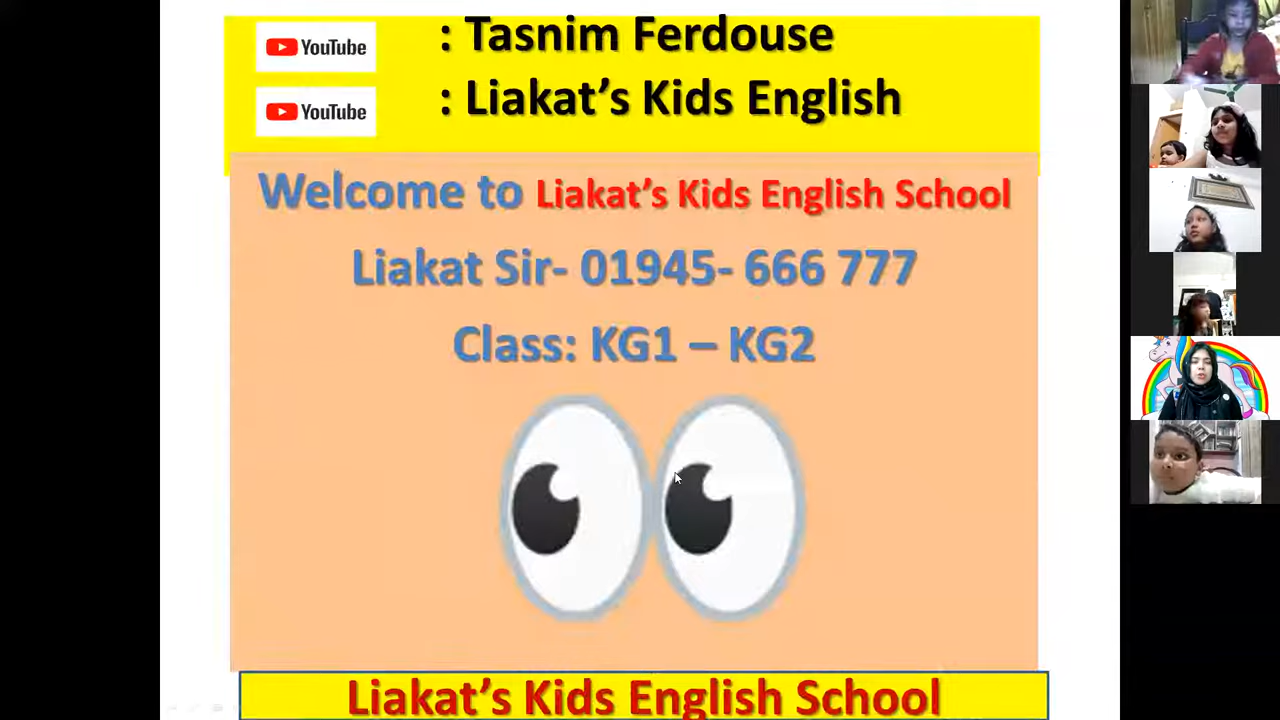 YouTube : Tasnim Ferdouse
YouTube : Liakat's Kids English
Welcome to Liakat's Kids English School
Liakat Sir- 01945- 666 777
Class: KG1 – KG2
Liakat's Kids English School